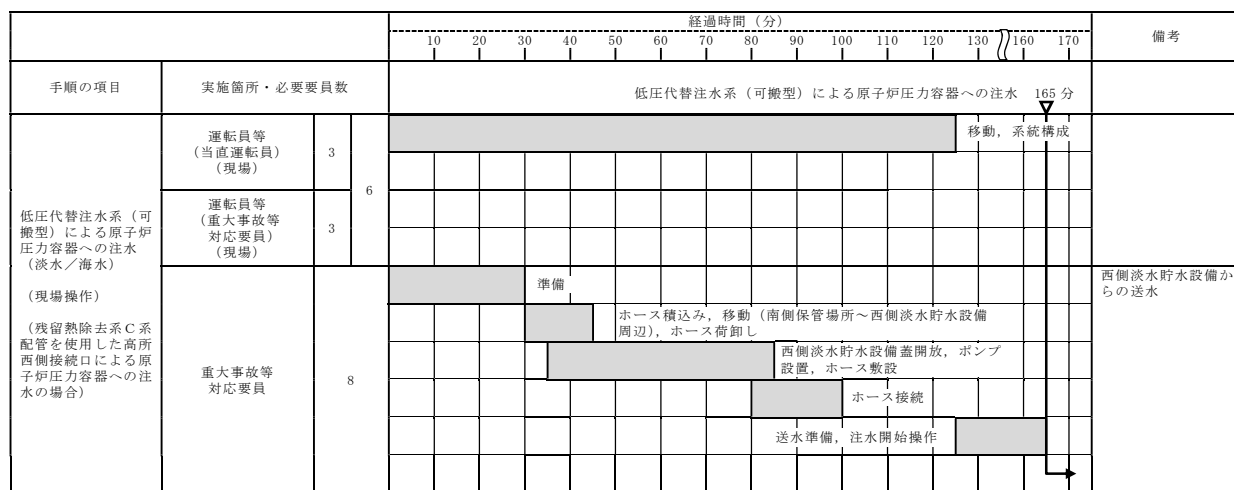 経過時間（分）
備考
10 20 30 40 50 60 70 80 90 100 110 120 130 160 170
手順の項目
実施箇所・必要要員数
低圧代替注水系（可搬型）による原子炉圧力容器への注水 165 分
低圧代替注水系（可
搬型）による原子炉
圧力容器への注水
（淡水／海水）
（現場操作）
（残留熱除去系Ｃ系
配管を使用した高所
西側接続口による原
子炉圧力容器への注
水の場合）
運転員等
（当直運転員）
（現場）
3
6
移動，系統構成
運転員等
（重大事故等
対応要員）
（現場）
3
重大事故等
対応要員
8
準備
ホース積込み，移動（南側保管場所～西側淡水貯水設備
周辺），ホース荷卸し
西側淡水貯水設備蓋開放，ポンプ
設置，ホース敷設
ホース接続
送水準備，注水開始操作
西側淡水貯水設備か
らの送水